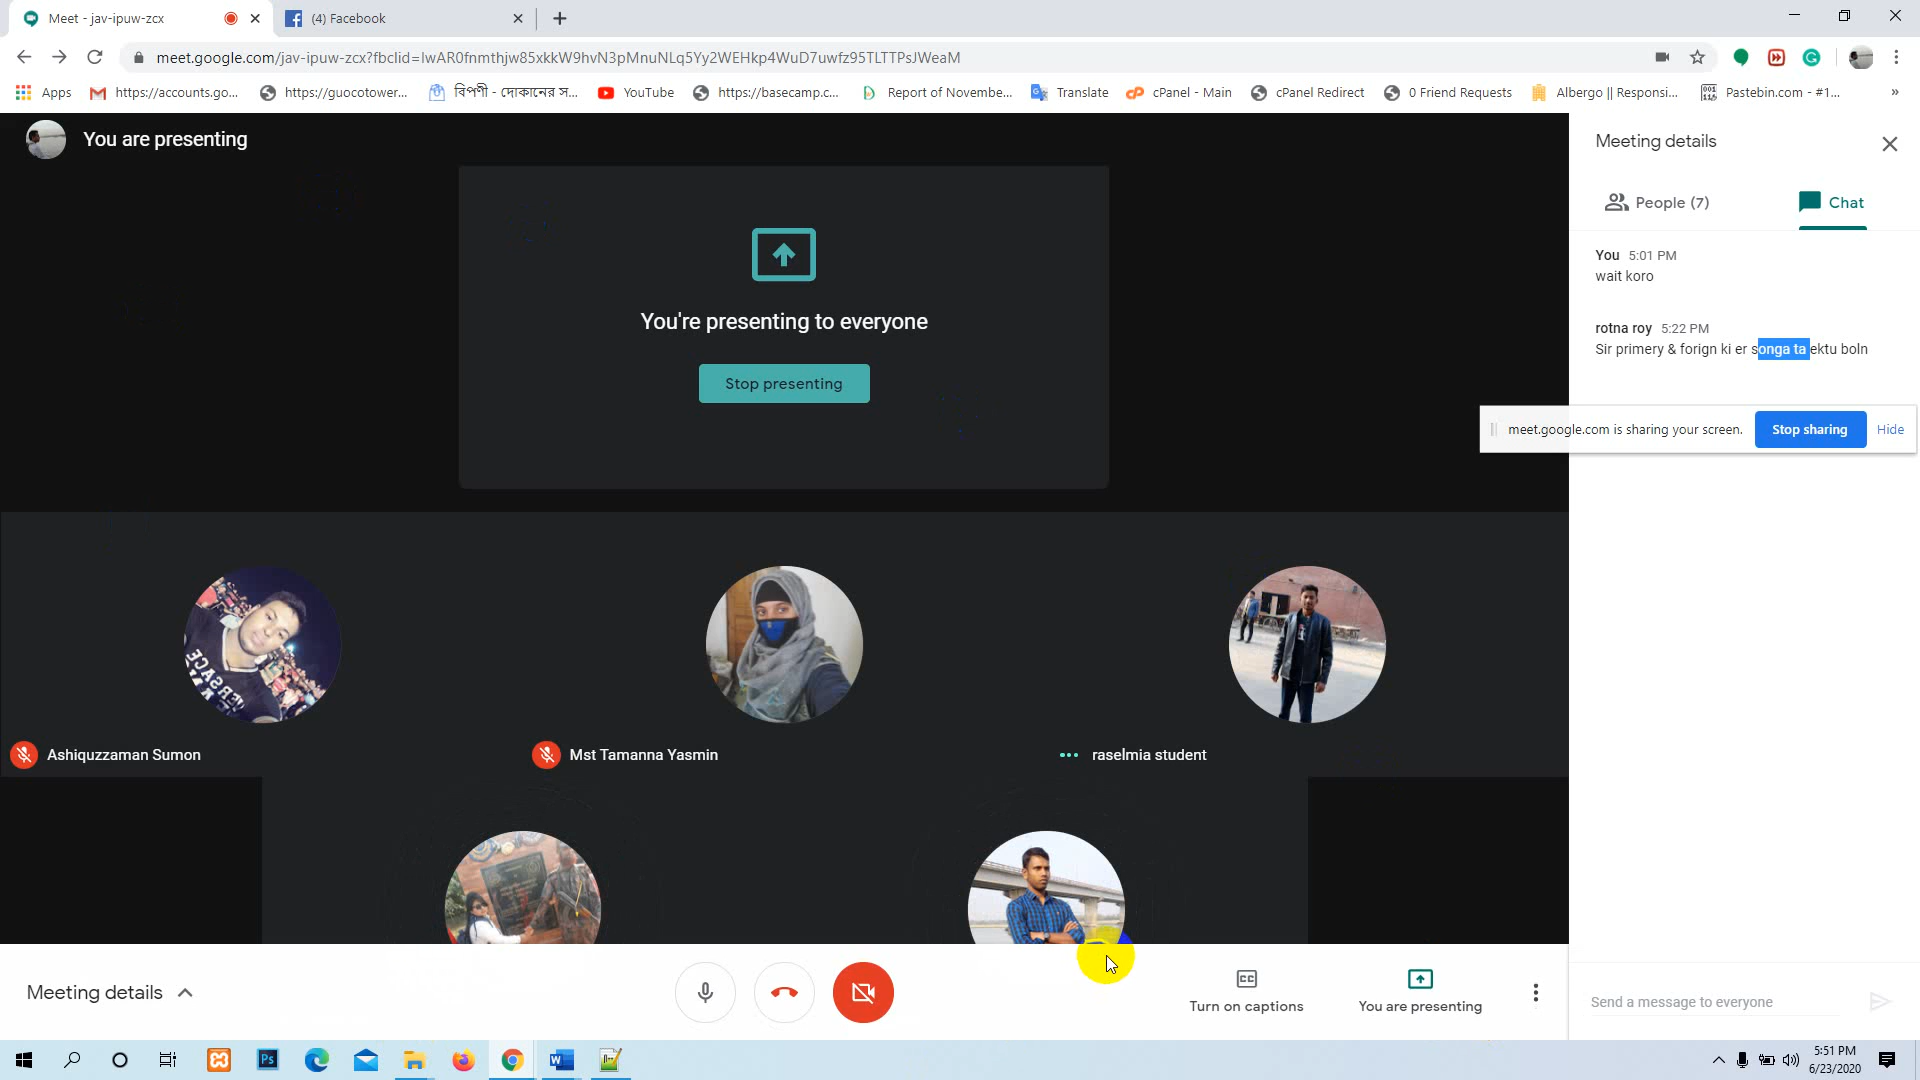 Meet - jav-ipuw-zcx
(4) Facebook
meet.google.com/jav-ipuw-zcx?fbclid=IwAR0fnmthjw85xkkW9hvN3pMnuNLq5Yy2WEHkp4WuD7uwfz95TLTTPsJWeaM
Apps
https://accounts.go...
https://guocotower...
বিপণী - দোকানের স...
YouTube
https://basecamp.c...
Report of Novembe...
Translate
cPanel - Main
cPanel Redirect
0 Friend Requests
Albergo || Responsi...
Pastebin.com - #1...
»
You are presenting
Meeting details
People (7)
Chat
You're presenting to everyone
Stop presenting
You 5:01 PM
wait koro
rotna roy 5:22 PM
Sir primery & forign ki er songa ta ektu boln
meet.google.com is sharing your screen.
Stop sharing
Hide
VERSACE
Ashiquzzaman Sumon
Mst Tamanna Yasmin
raselmia student
Meeting details
CC
Turn on captions
You are presenting
Send a message to everyone
Ps
5:51 PM
6/23/2020